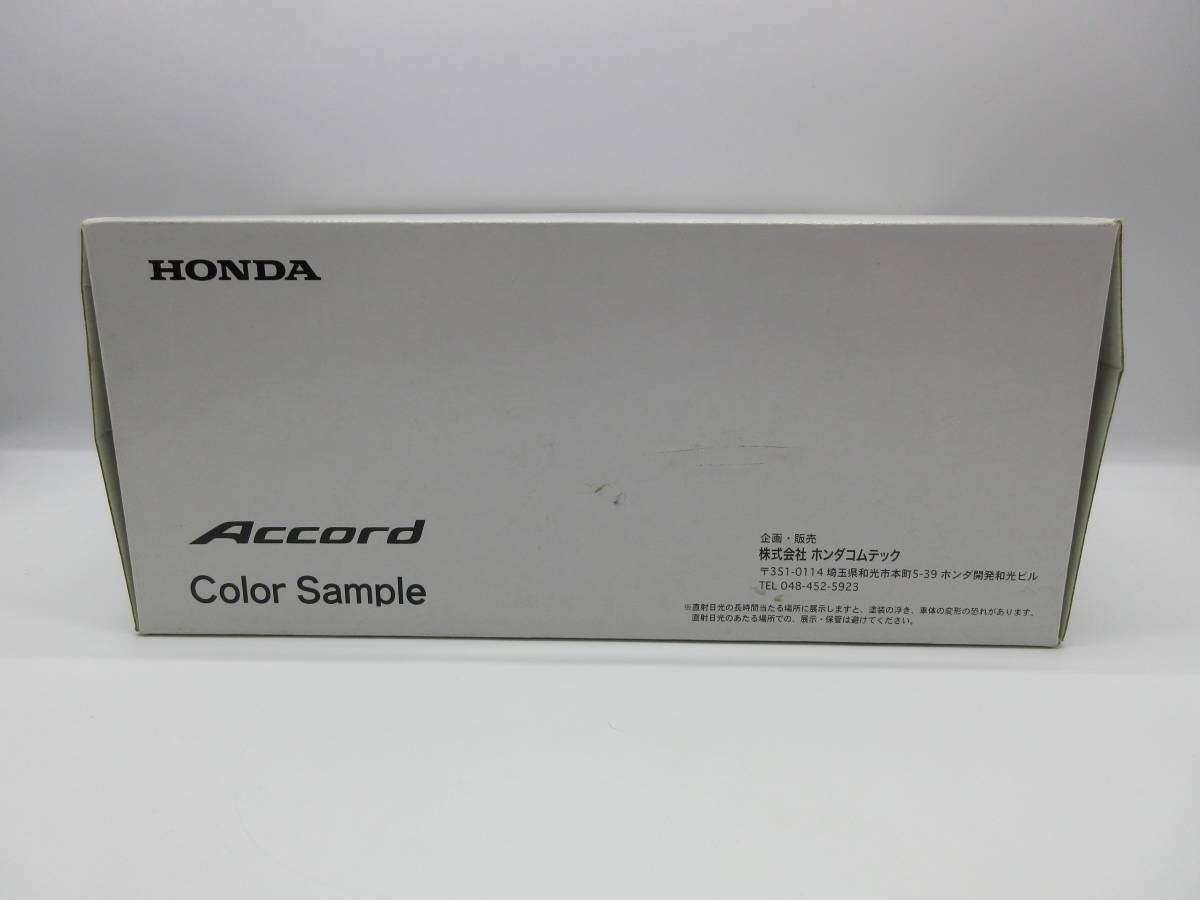 HONDA
Accord
Color Sample
企画・販売
株式会社 ホンダコムテック
〒351-0114 埼玉県和光市本町5-39 ホンダ開発和光ビル
TEL 048-452-5923
※直射日光の長時間当たる場所に展示しますと、塗装の浮き、車体の変形の恐れがあります。
直射日光のあたる場所での、展示・保管は避けてください。